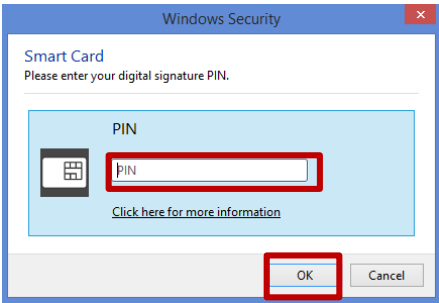 Windows Security
Smart Card
Please enter your digital signature PIN.
PIN
PIN
Click here for more information
OK Cancel